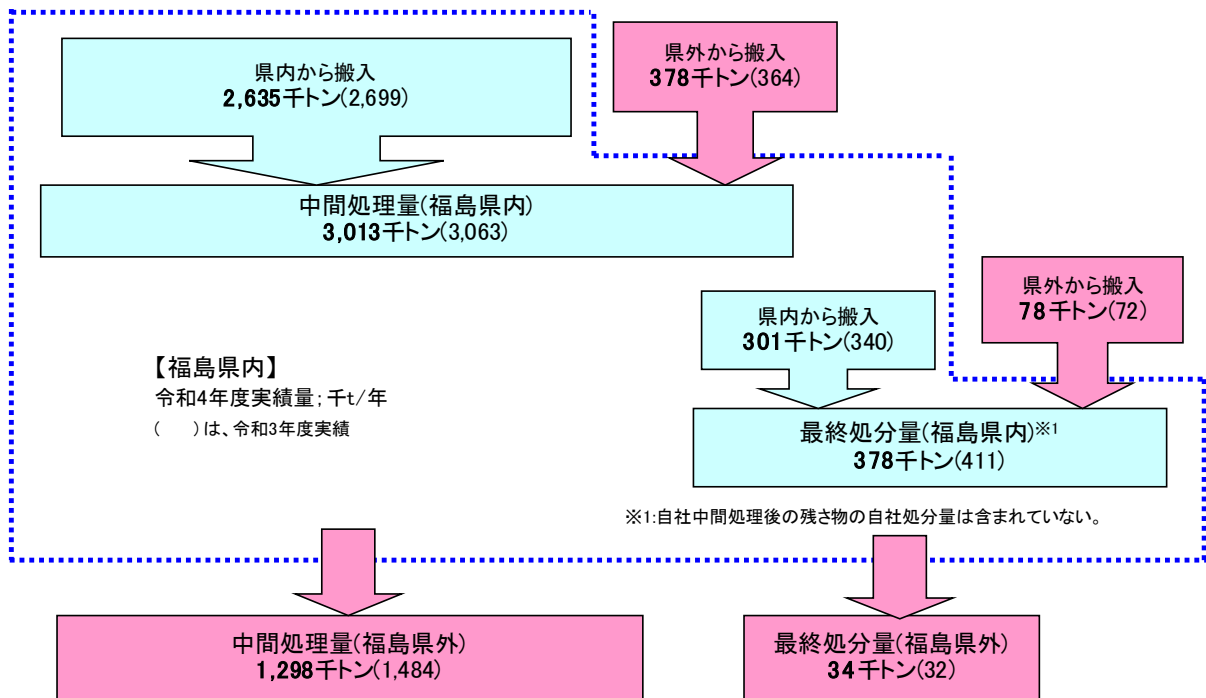 県内から搬入
2,635千トン(2,699)
県外から搬入
378千トン(364)
中間処理量(福島県内)
3,013千トン(3,063)
県外から搬入
78千トン(72)
県内から搬入
301千トン(340)
【福島県内】
令和4年度実績量；千t/年
(　　)は、令和3年度実績
最終処分量(福島県内)※1
378千トン(411)
※1:自社中間処理後の残さ物の自社処分量は含まれていない。
中間処理量(福島県外)
1,298千トン(1,484)
最終処分量(福島県外)
34千トン(32)